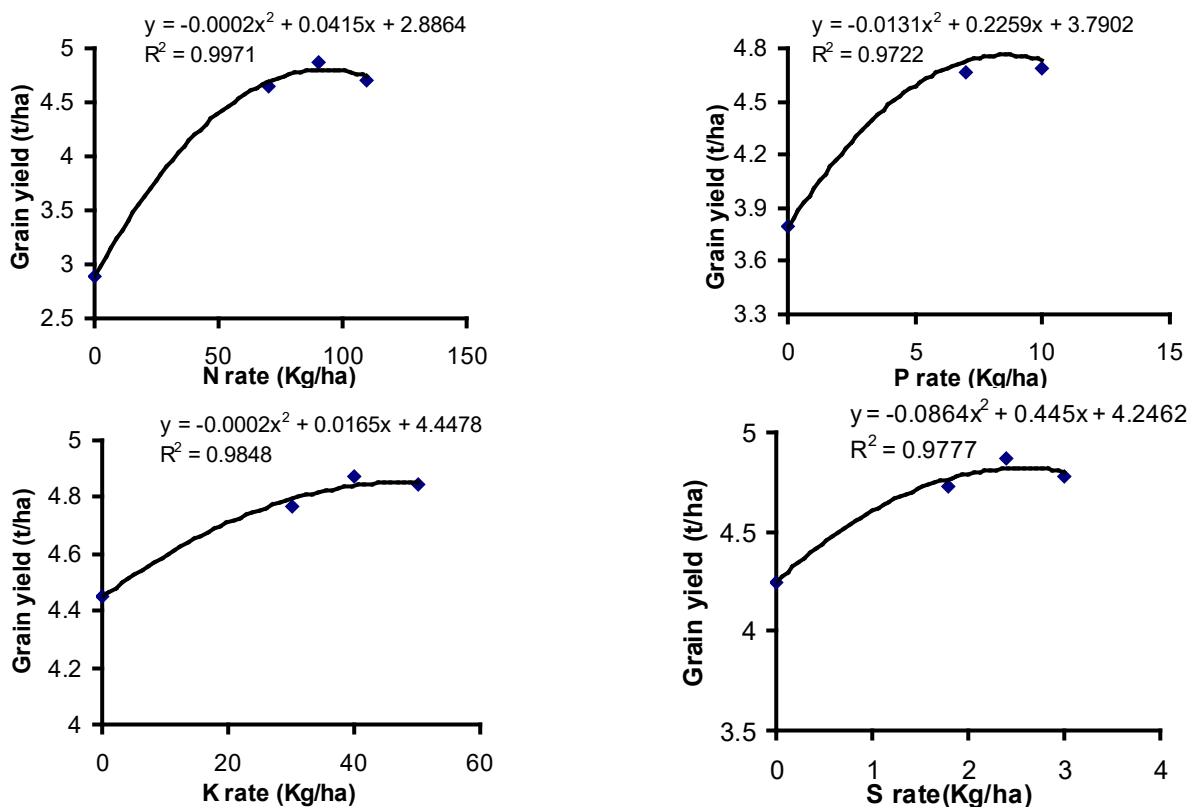 y = -0.0002x² + 0.0415x + 2.8864
R² = 0.9971
5
4.5
4
3.5
3
2.5
0
50
100
150
Grain yield (t/ha)
N rate (Kg/ha)
y = -0.0131x² + 0.2259x + 3.7902
R² = 0.9722
4.8
4.5
4.2
3.9
3.6
3.3
0
5
10
15
Grain yield (t/ha)
P rate (Kg/ha)
y = -0.0002x² + 0.0165x + 4.4478
R² = 0.9848
5
4.8
4.6
4.4
4.2
4
0
20
40
60
Grain yield (t/ha)
K rate (Kg/ha)
y = -0.0864x² + 0.445x + 4.2462
R² = 0.9777
5
4.5
4
3.5
0
1
2
3
4
Grain yield (t/ha)
S rate(Kg/ha)